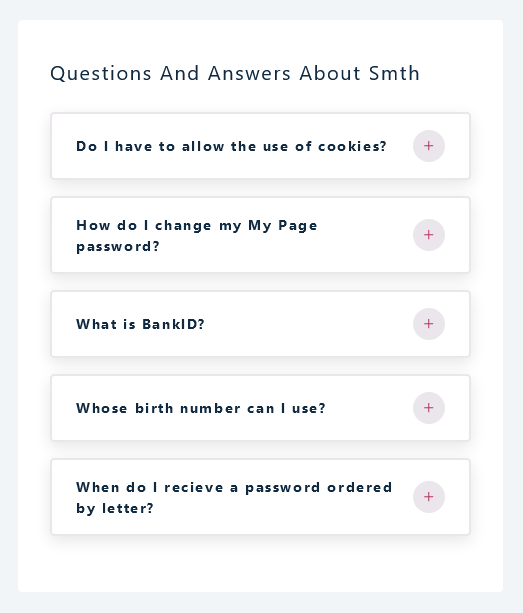 Questions And Answers About Smth
Do I have to allow the use of cookies?
+
How do I change my My Page
password?
+
What is BankID?
+
Whose birth number can I use?
+
When do I recieve a password ordered
by letter?
+